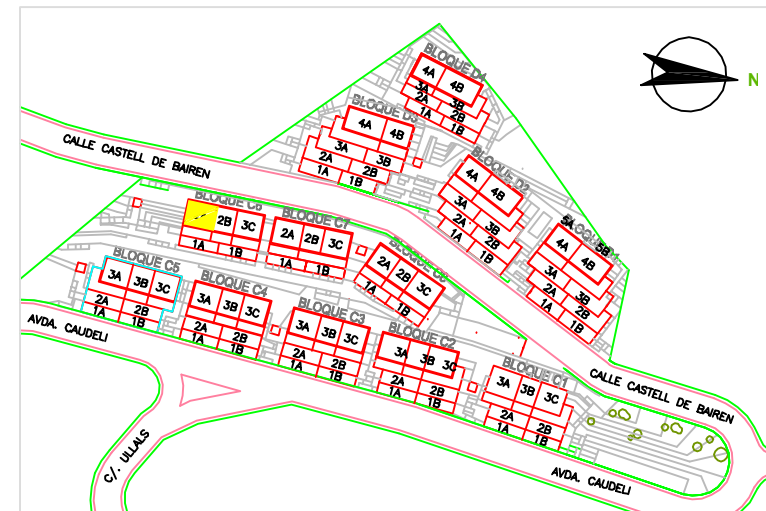 BLOQUE D4
4A 4B
3A 3B
2A 2B
1A 1B
N
BLOQUE D3
4A 4B
3A 3B
2A 2B
1A 1B
CALLE CASTELL DE BAIREN
BLOQUE D2
4A 4B
3A 3B
2A 2B
1A 1B
5A 5B
4A 4B
3A 3B
2A 2B
1A 1B
BLOQUE C6
2B 3C
1A 1B
BLOQUE C7
2A 2B 3C
1A 1B
2A 2B 3C
1A 1B
BLOQUE C5
3A 3B 3C
2A 2B
1A 1B
BLOQUE C4
3A 3B 3C
2A 2B
1A 1B
BLOQUE C3
3A 3B 3C
2A 2B
1A 1B
BLOQUE C2
3A 3B 3C
2A 2B
1A 1B
BLOQUE C1
3A 3B 3C
2A 2B
1A 1B
AVDA. CAUDELI
CALLE CASTELL DE BAIREN
C/. ULLALS
AVDA. CAUDELI